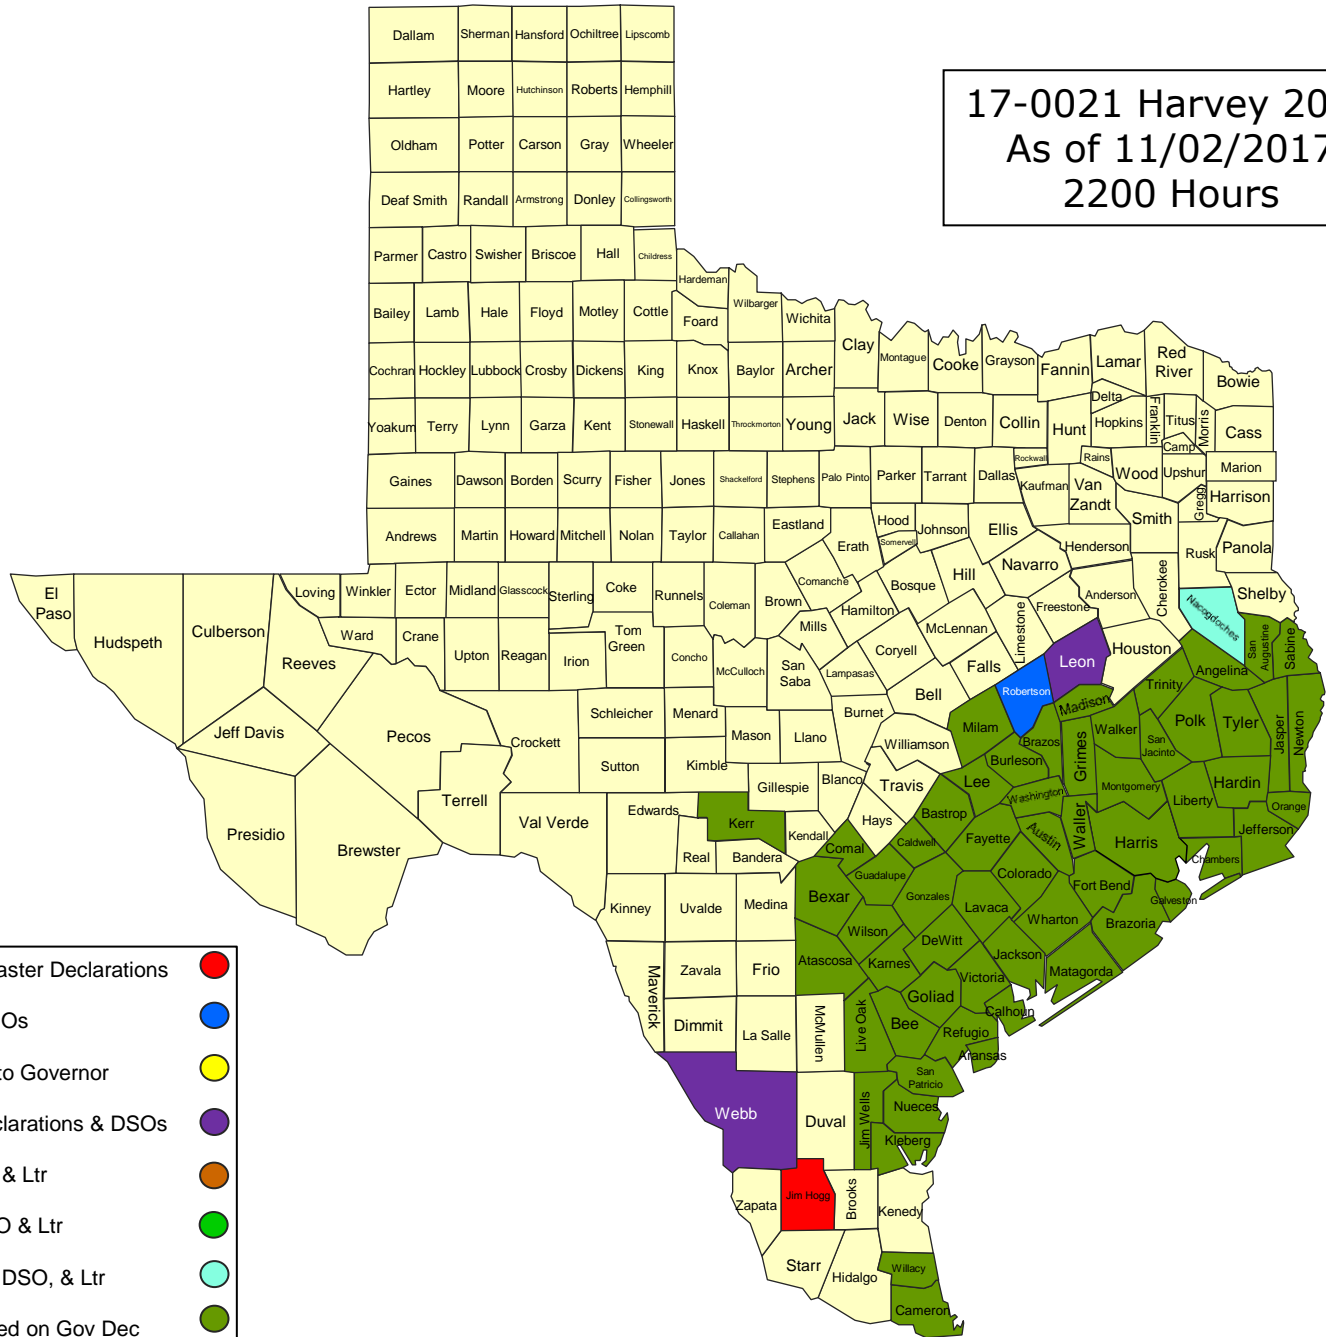 Dallam Sherman Hansford Ochiltree Lipscomb
Hartley Moore Hutchinson Roberts Hemphill
17-0021 Harvey 20
As of 11/02/2017
2200 Hours
Oldham Potter Carson Gray Wheeler
Deaf Smith Randall Armstrong Donley Collingsworth
Parmer Castro Swisher Briscoe Hall Childress
Hardeman
Bailey Lamb Hale Floyd Motley Cottle Foard Wilbarger Wichita
Clay Montague Cooke Grayson Fannin Lamar Red
River
Bowie
Cochran Hockley Lubbock Crosby Dickens King Knox Baylor Archer
Delta
Yoakum Terry Lynn Garza Kent Stonewall Haskell Throckmorton Young Jack Wise Denton Collin Hunt Hopkins Franklin Titus Morris Cass
Camp
Rockwall Rains
Gaines Dawson Borden Scurry Fisher Jones Shackelford Stephens Palo Pinto Parker Tarrant Dallas Kaufman Van
Zandt
Wood Upshur Marion
Gregg Harrison
Andrews Martin Howard Mitchell Nolan Taylor Callahan Eastland Erath Hood Somervell Johnson Ellis Henderson Smith Rusk Panola
El
Paso
Hudspeth Culberson Loving Winkler Ector Midland Glasscock Sterling Coke Runnels Coleman Brown Comanche Hamilton Bosque Hill Navarro Freestone Anderson Cherokee Nacogdoches Shelby
Reeves Ward Crane Upton Reagan Irion Tom
Green
Concho McCulloch San
Saba
Mills Lampasas Coryell McLennan Limestone Falls Leon Houston San
Augustine
Sabine
Bell Robertson Madison Trinity Angelina
Jeff Davis Pecos Crockett Schleicher Menard Mason Llano Burnet Williamson Milam Brazos Grimes Walker San
Jacinto
Polk Tyler Jasper Newton
Terrell Sutton Kimble Gillespie Blanco Travis Lee Burleson Washington Montgomery Liberty Hardin Orange
Presidio Brewster Val Verde Edwards Kerr Kendall Hays Bastrop Fayette Austin Waller Harris Jefferson
Real Bandera Comal Caldwell Chambers
Kinney Uvalde Medina Bexar Guadalupe Gonzales Lavaca Colorado Fort Bend Galveston
Wilson DeWitt Wharton Brazoria
Maverick Zavala Frio Atascosa Karnes Jackson Matagorda
Victoria Goliad Calhoun
Dimmit La Salle McMullen Live Oak Bee Refugio Aransas
San
Patricio
Webb Duval Jim Wells Nueces
Kleberg
Zapata Jim Hogg Brooks Kenedy
Starr Hidalgo Willacy
Cameron
aster Declarations
Os
to Governor
clarations & DSOs
& Ltr
O & Ltr
DSO, & Ltr
ed on Gov Dec